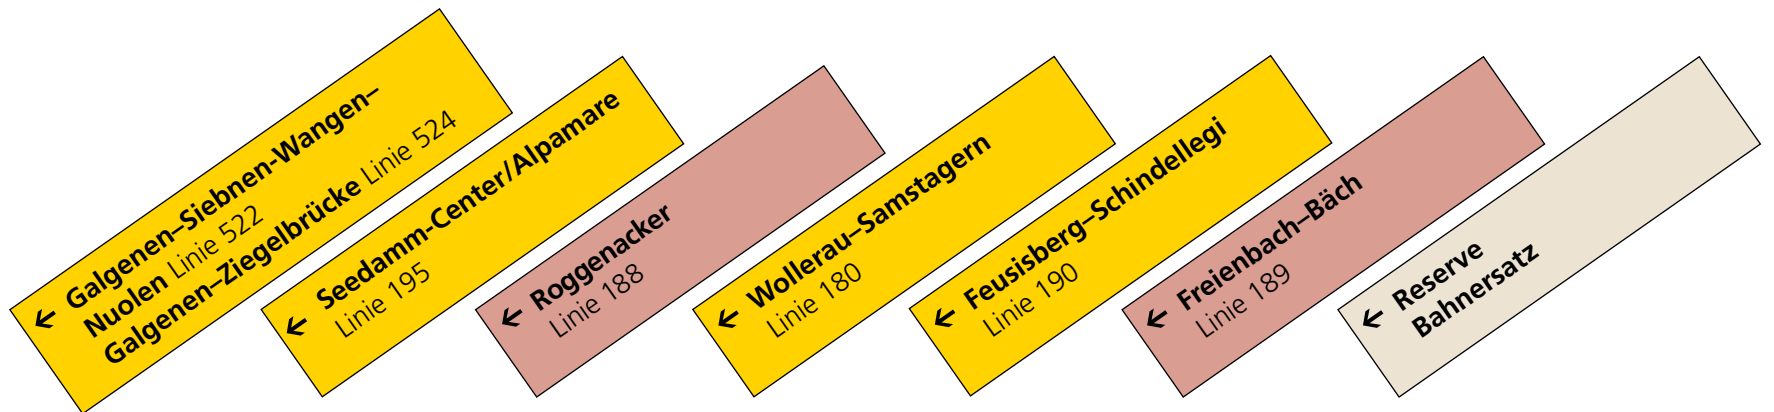 ← Galgenen–Siebnen-Wangen–
Nuolen Linie 522
Galgenen–Ziegelbrücke Linie 524
← Seedamm-Center/Alpamare
Linie 195
← Roggenacker
Linie 188
← Wollerau–Samstagern
Linie 180
← Feusisberg–Schindellegi
Linie 190
← Freienbach–Bäch
Linie 189
← Reserve
Bahnersatz